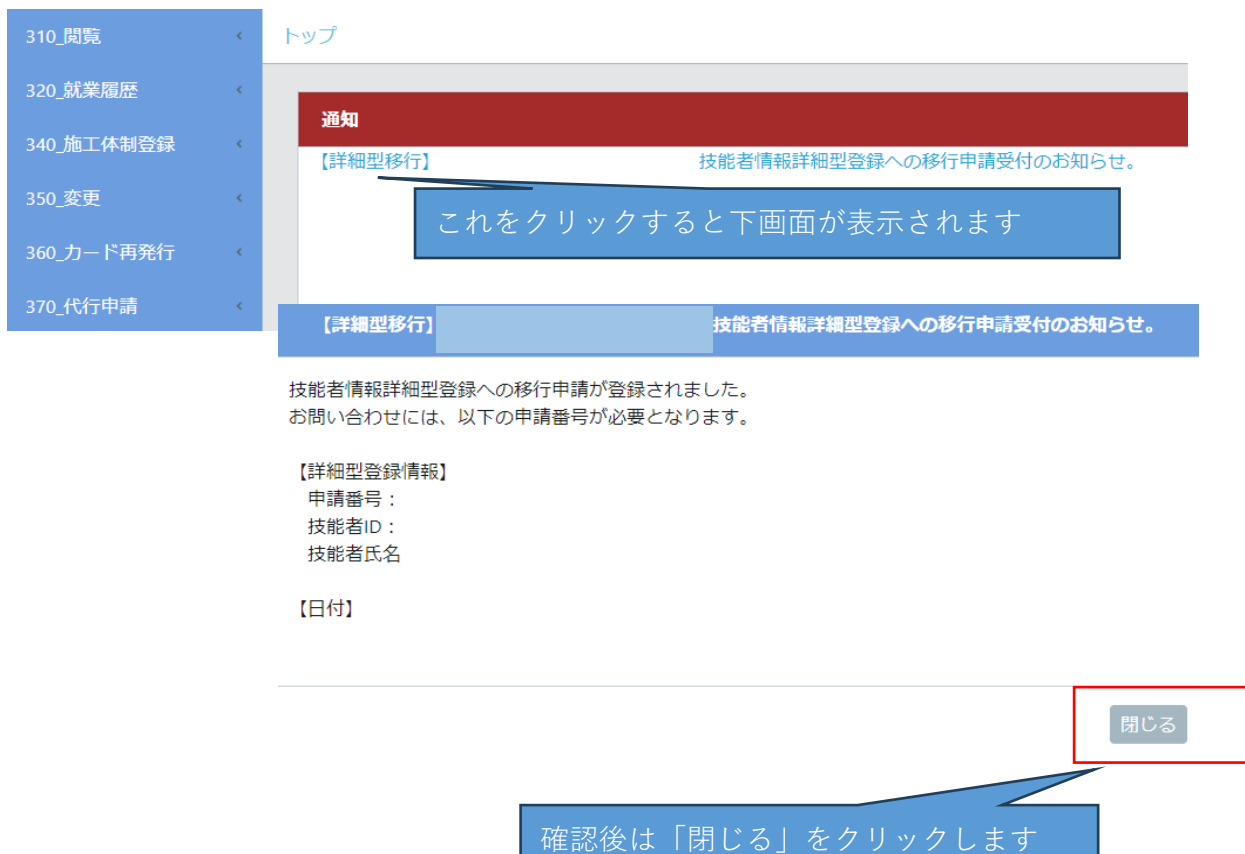 310_閲覧
320_就業履歴
340_施工体制登録
350_変更
360_カード再発行
370_代行申請
トップ
通知
【詳細型移行】 技能者情報詳細型登録への移行申請受付のお知らせ。
これをクリックすると下画面が表示されます
【詳細型移行】 技能者情報詳細型登録への移行申請受付のお知らせ。
技能者情報詳細型登録への移行申請が登録されました。
お問い合わせには、以下の申請番号が必要となります。
【詳細型登録情報】
申請番号：
技能者ID：
技能者氏名
【日付】
閉じる
確認後は「閉じる」をクリックします